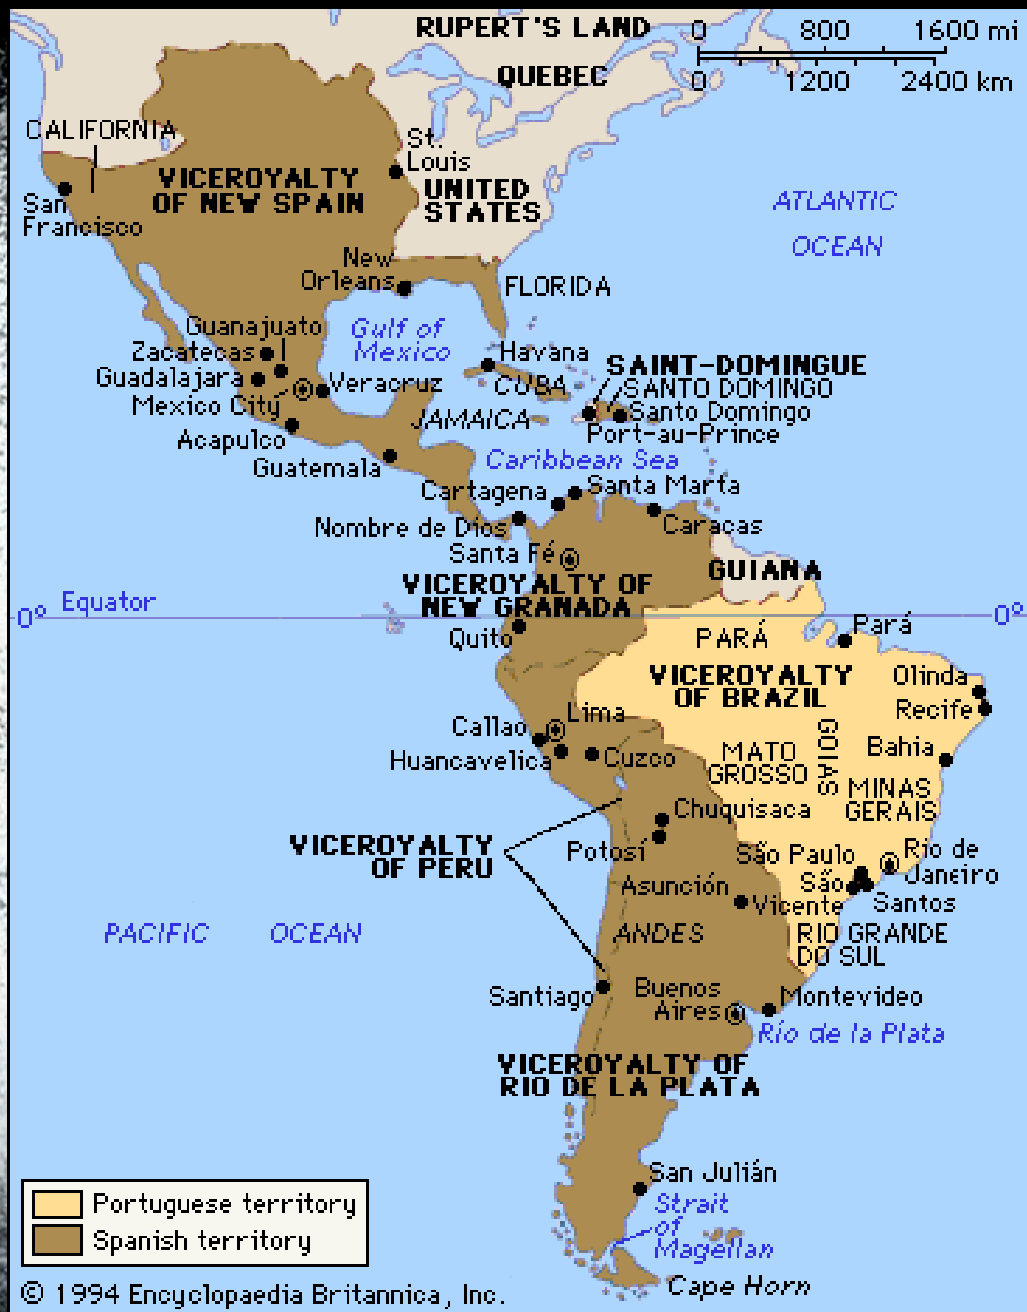 RUPERT'S LAND
0 800 1600 mi
0 1200 2400 km
QUEBEC
CALIFORNIA
St.
Louis
VICEROYALTY
OF NEW SPAIN
UNITED
STATES
San
Francisco
ATLANTIC
OCEAN
New
Orleans
FLORIDA
Guanajuato
Zacatecas
Guadalajara
Mexico City
Veracruz
Acapulco
Gulf of
Mexico
Havana
CUBA
SAINT-DOMINGUE
SANTO DOMINGO
Santo Domingo
Port-au-Prince
JAMAICA
Guatemala
Caribbean Sea
Cartagena
Santa Marta
Nombre de Dios
Caracas
Santa Fé
VICEROYALTY OF
NEW GRANADA
GUIANA
0° Equator 0°
Quito
PARÁ
Pará
VICEROYALTY
OF BRAZIL
Olinda
Recife
Lima
Callao
Huancavelica
Cuzco
MATO
GROSSO
GOIAS
Bahia
MINAS
GERAIS
Chuquisaca
Potosí
VICEROYALTY
OF PERU
São Paulo
Rio de
Janeiro
São
Vicente
Santos
Asunción
PACIFIC OCEAN
ANDES
RIO GRANDE
DO SUL
Santiago
Buenos
Aires
Montevideo
Río de la Plata
VICEROYALTY OF
RIO DE LA PLATA
San Julián
Strait
of
Magellan
Cape Horn
Portuguese territory
Spanish territory
© 1994 Encyclopaedia Britannica, Inc.